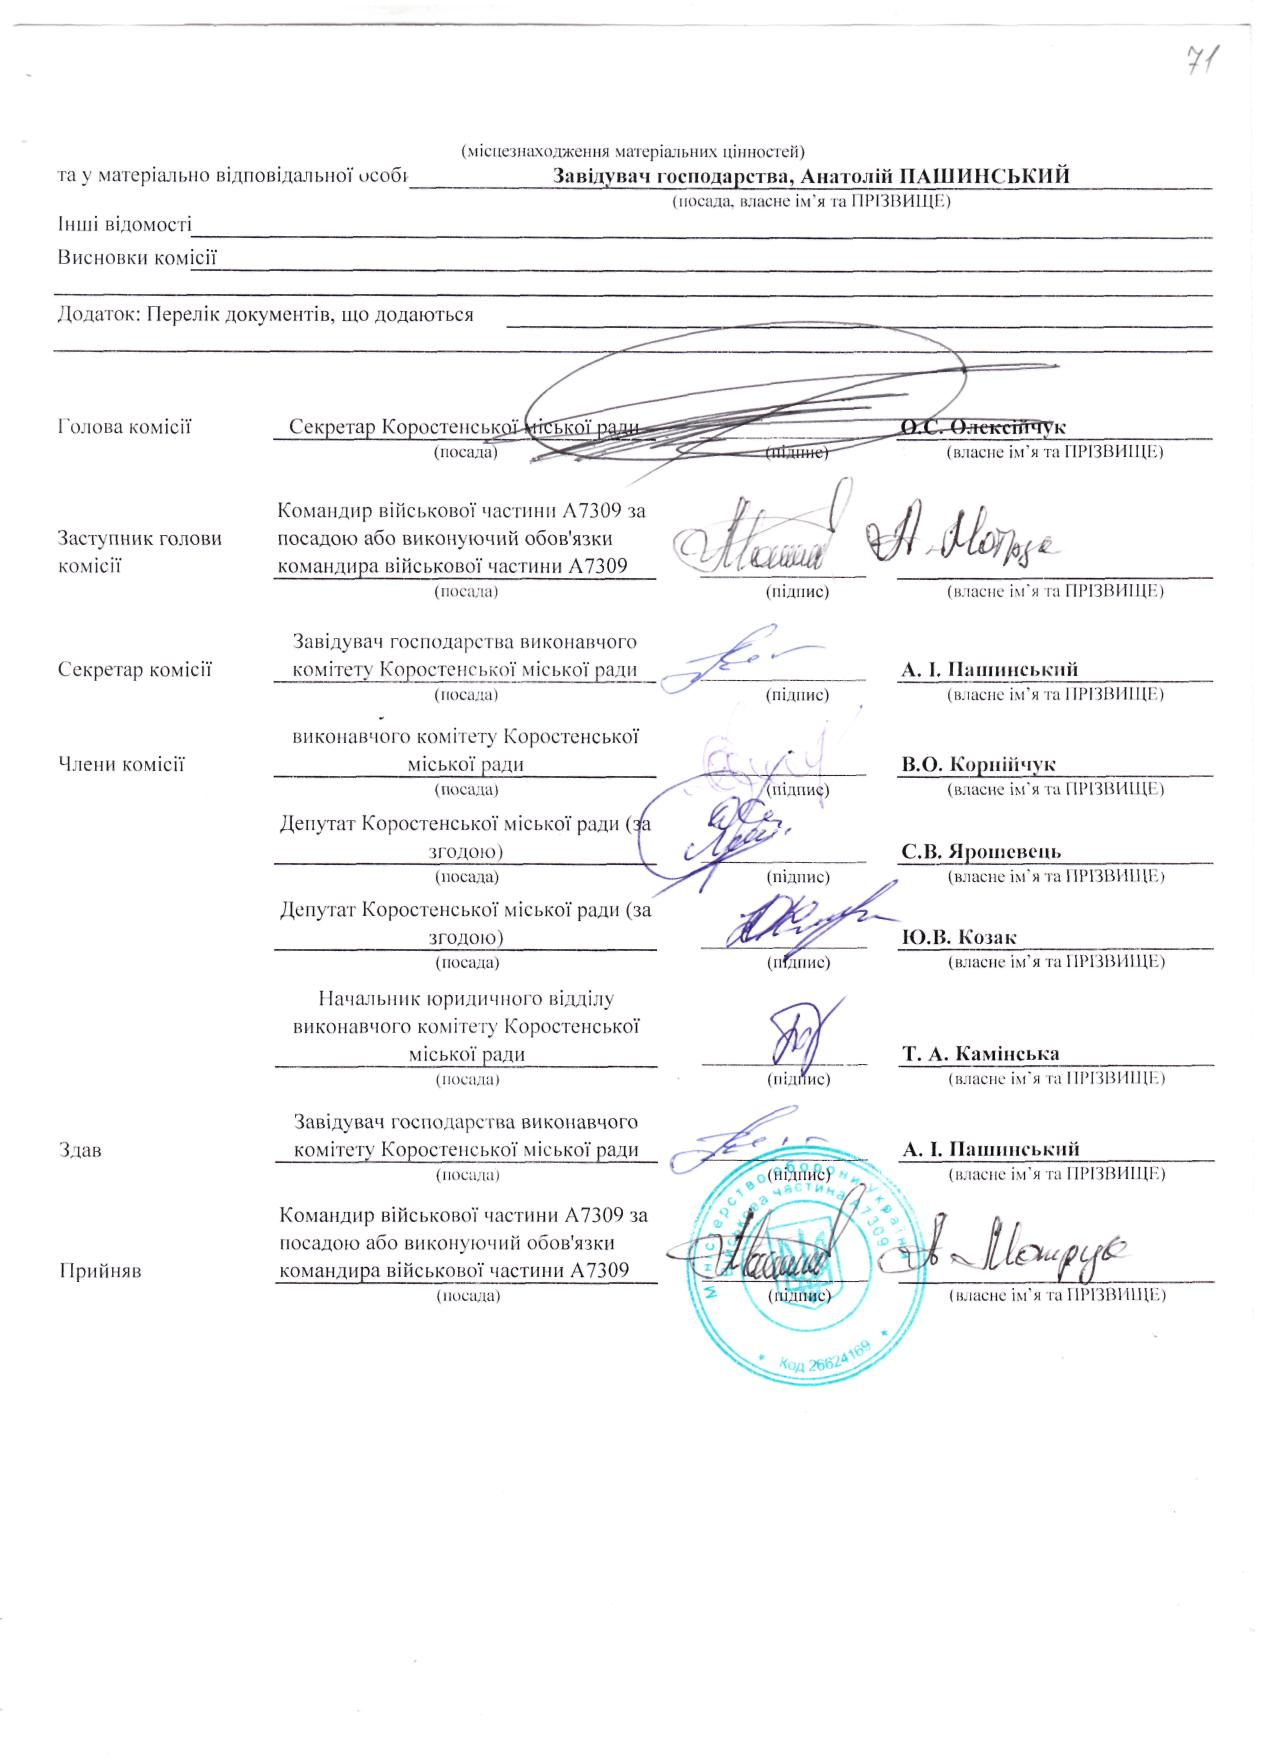 71
(місцезнаходження матеріальних цінностей)
та у матеріально відповідальної особи Завідувач господарства, Анатолій ПАШИНСЬКИЙ
(посада, власне ім’я та ПРІЗВИЩЕ)
Інші відомості
Висновки комісії
Додаток: Перелік документів, що додаються
Голова комісії Секретар Коростенської міської ради О.С. Олексійчук
(посада) (підпис) (власне ім’я та ПРІЗВИЩЕ)
Командир військової частини А7309 за
Заступник голови посадою або виконуючий обов'язки
комісії командира військової частини А7309
(посада) (підпис) (власне ім’я та ПРІЗВИЩЕ)
Завідувач господарства виконавчого
Секретар комісії комітету Коростенської міської ради А. І. Пашинський
(посада) (підпис) (власне ім’я та ПРІЗВИЩЕ)
виконавчого комітету Коростенської
Члени комісії міської ради В.О. Корнійчук
(посада) (підпис) (власне ім’я та ПРІЗВИЩЕ)
Депутат Коростенської міської ради (за
згодою) С.В. Ярошевець
(посада) (підпис) (власне ім’я та ПРІЗВИЩЕ)
Депутат Коростенської міської ради (за
згодою) Ю.В. Козак
(посада) (підпис) (власне ім’я та ПРІЗВИЩЕ)
Начальник юридичного відділу
виконавчого комітету Коростенської
міської ради Т. А. Камінська
(посада) (підпис) (власне ім’я та ПРІЗВИЩЕ)
Завідувач господарства виконавчого
Здав комітету Коростенської міської ради А. І. Пашинський
(посада) (підпис) (власне ім’я та ПРІЗВИЩЕ)
Командир військової частини А7309 за
посадою або виконуючий обов'язки
Прийняв командира військової частини А7309
(посада) (підпис) (власне ім’я та ПРІЗВИЩЕ)
Міністерство оборони України
Військова частина А7309
* Код 26624169 *